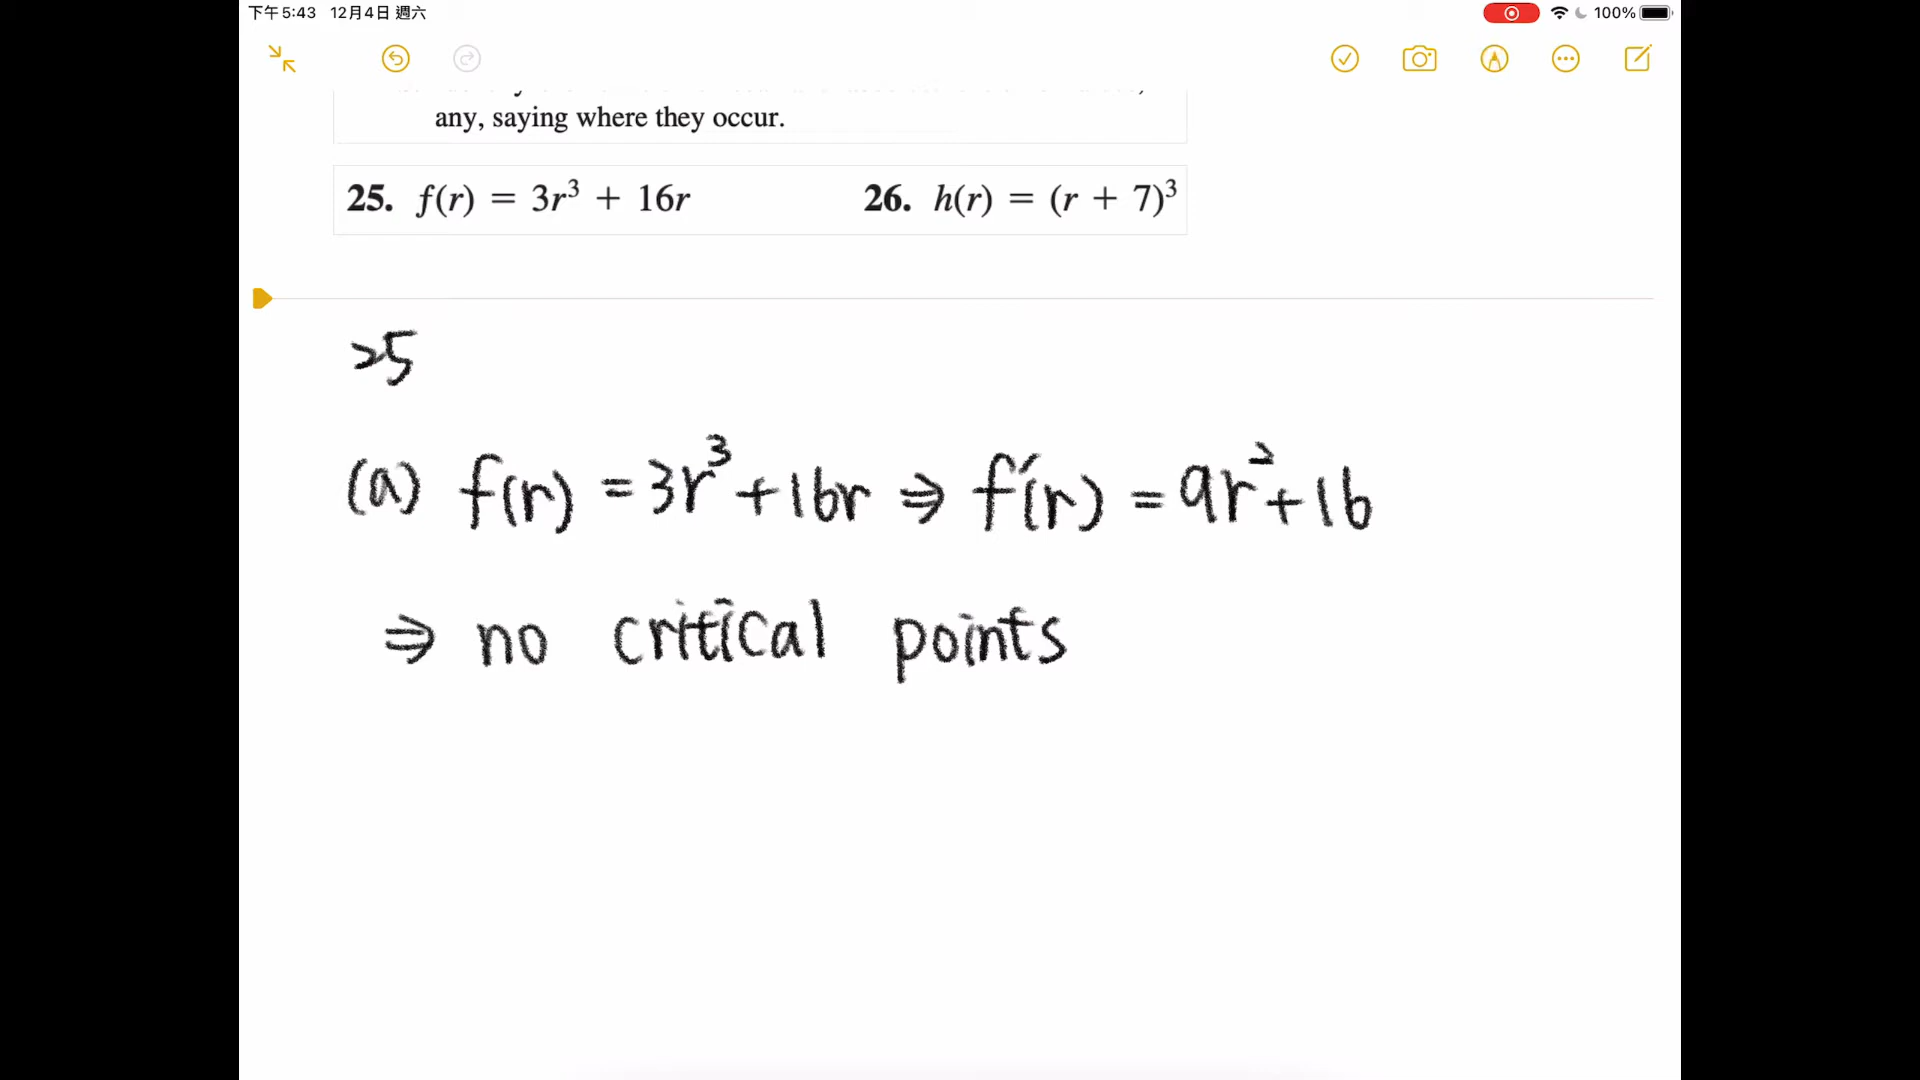 下午5:43 12月4日 週六 100%
any, saying where they occur.
25. f(r) = 3r³ + 16r 26. h(r) = (r + 7)³
25
(a) f(r) = 3r³+16r ⇒ f'(r) = 9r²+16
⇒ no critical points